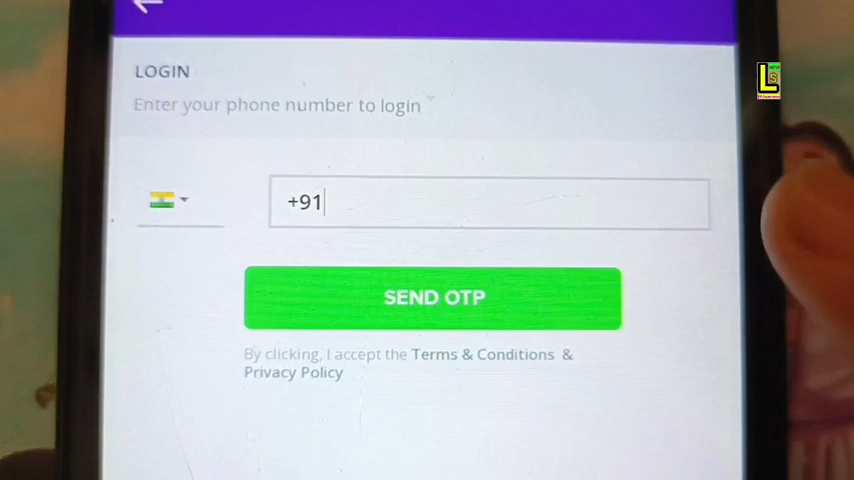 LOGIN
Enter your phone number to login
+91
SEND OTP
By clicking, I accept the Terms & Conditions &
Privacy Policy